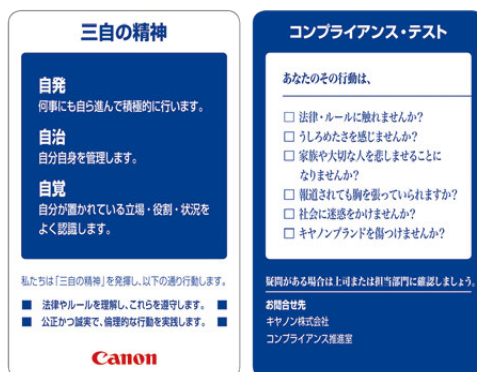 三自の精神
自発
何事にも自ら進んで積極的に行います。
自治
自分自身を管理します。
自覚
自分が置かれている立場・役割・状況を
よく認識します。
私たちは「三自の精神」を発揮し、以下の通り行動します。
■ 法律やルールを理解し、これらを遵守します。 ■
■ 公正かつ誠実で、倫理的な行動を実践します。 ■
Canon
コンプライアンス・テスト
あなたのその行動は、
□ 法律・ルールに触れませんか?
□ うしろめたさを感じませんか?
□ 家族や大切な人を悲しませることに
なりませんか?
□ 報道されても胸を張っていられますか?
□ 社会に迷惑をかけませんか?
□ キヤノンブランドを傷つけませんか?
疑問がある場合は上司または担当部門に確認しましょう。
お問合せ先
キヤノン株式会社
コンプライアンス推進室